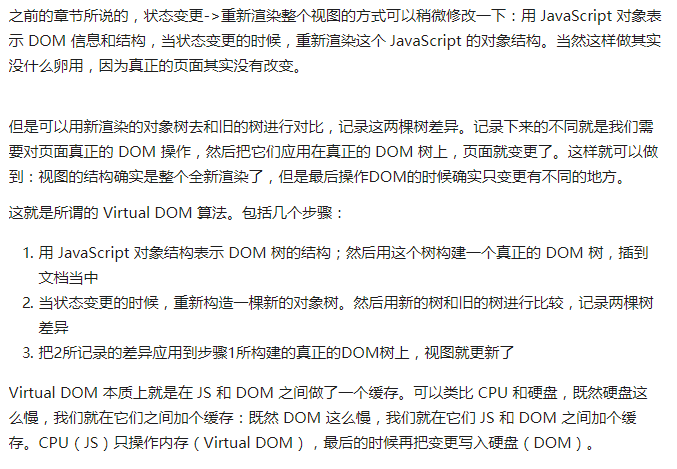 之前的章节所说的，状态变更->重新渲染整个视图的方式可以稍微修改一下：用 JavaScript 对象表
示 DOM 信息和结构，当状态变更的时候，重新渲染这个 JavaScript 的对象结构。当然这样做其实
没什么卵用，因为真正的页面其实没有改变。
但是可以用新渲染的对象树去和旧的树进行对比，记录这两棵树差异。记录下来的不同就是我们需
要对页面真正的 DOM 操作，然后把它们应用在真正的 DOM 树上，页面就变更了。这样就可以做
到：视图的结构确实是整个全新渲染了，但是最后操作DOM的时候确实只变更有不同的地方。
这就是所谓的 Virtual DOM 算法。包括几个步骤：
1. 用 JavaScript 对象结构表示 DOM 树的结构；然后用这个树构建一个真正的 DOM 树，插到
文档当中
2. 当状态变更的时候，重新构造一棵新的对象树。然后用新的树和旧的树进行比较，记录两棵树
差异
3. 把2所记录的差异应用到步骤1所构建的真正的DOM树上，视图就更新了
Virtual DOM 本质上就是在 JS 和 DOM 之间做了一个缓存。可以类比 CPU 和硬盘，既然硬盘这
么慢，我们就在它们之间加个缓存：既然 DOM 这么慢，我们就在它们 JS 和 DOM 之间加个缓
存。CPU（JS）只操作内存（Virtual DOM），最后的时候再把变更写入硬盘（DOM）。